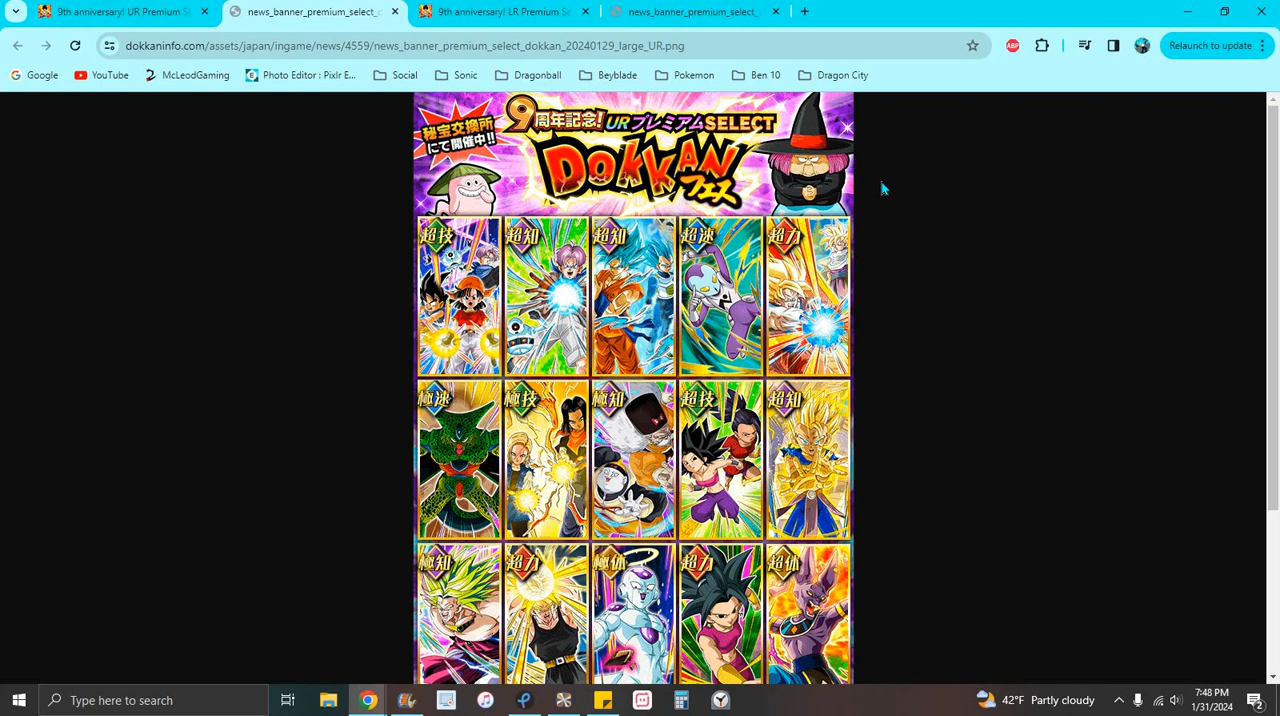 9th anniversary! UR Premium S
news_banner_premium_select_d
9th anniversary! LR Premium Se
news_banner_premium_select_d
dokkaninfo.com/assets/japan/ingame/news/4559/news_banner_premium_select_dokkan_20240129_large_UR.png
ABP
Relaunch to update
Google
YouTube
McLeodGaming
Photo Editor : Pixlr E...
Social
Sonic
Dragonball
Beyblade
Pokemon
Ben 10
Dragon City
秘宝交換所
にて開催中!!
9周年記念! URプレミアムSELECT
DOKKAN
フェス
超技 超知 超知 超速 超力
極速 極技 極知 超技 超知
極知 超力 極体 超力 超体
Type here to search
42°F Partly cloudy
7:48 PM
1/31/2024
2